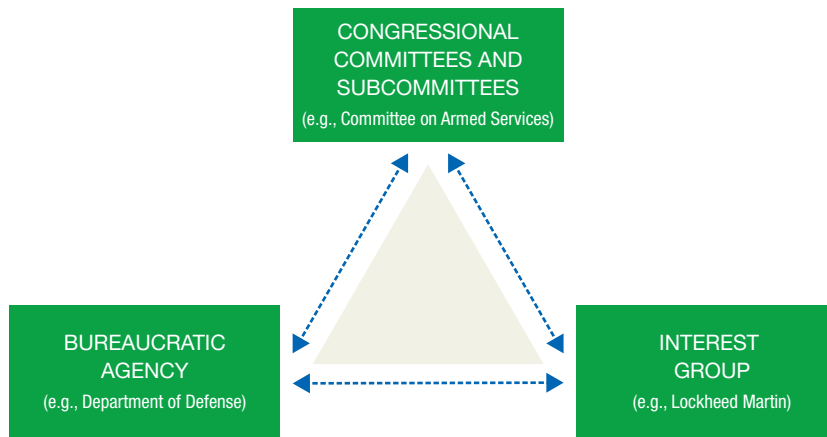 CONGRESSIONAL
COMMITTEES AND
SUBCOMMITTEES
(e.g., Committee on Armed Services)
BUREAUCRATIC
AGENCY
(e.g., Department of Defense)
INTEREST
GROUP
(e.g., Lockheed Martin)